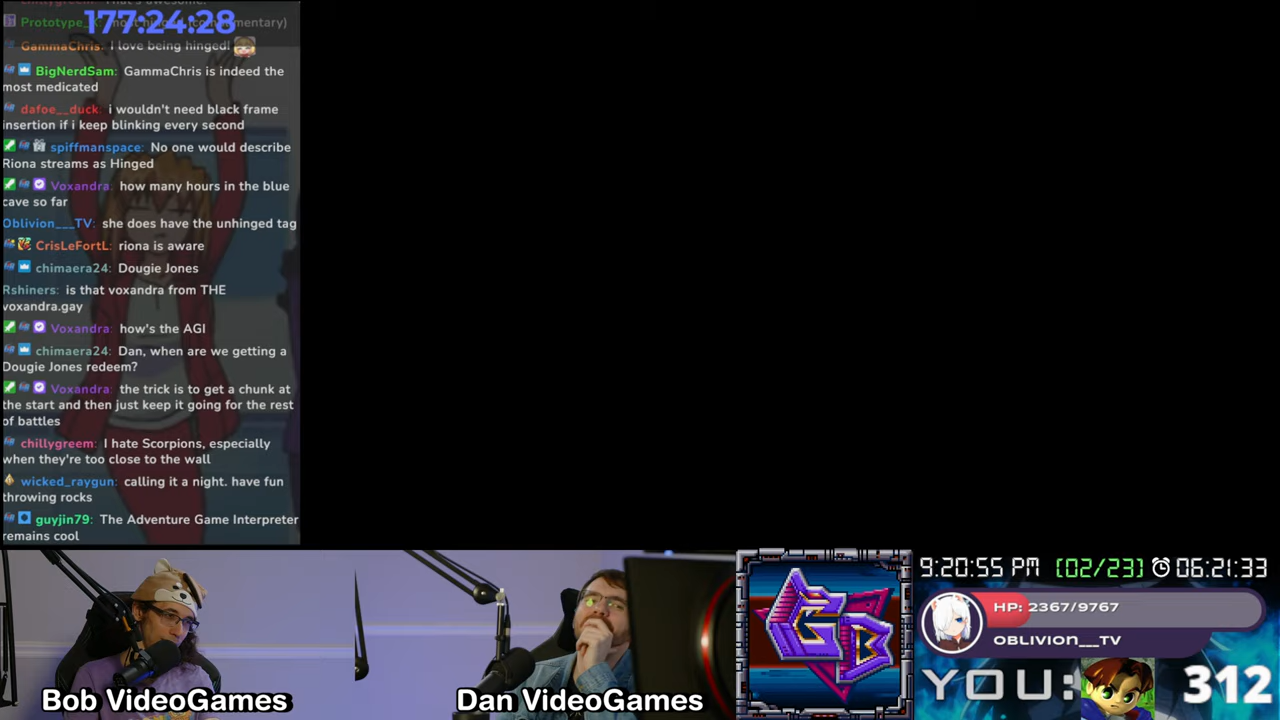 177:24:28
Prototype_
GammaChris: I love being hinged!
BigNerdSam: GammaChris is indeed the
most medicated
dafoe__duck: i wouldn't need black frame
insertion if i keep blinking every second
spiffmanspace: No one would describe
Riona streams as Hinged
Voxandra: how many hours in the blue
cave so far
Oblivion___TV: she does have the unhinged tag
CrisLeFortL: riona is aware
chimaera24: Dougie Jones
Rshiners: is that voxandra from THE
voxandra.gay
Voxandra: how's the AGI
chimaera24: Dan, when are we getting a
Dougie Jones redeem?
Voxandra: the trick is to get a chunk at
the start and then just keep it going for the rest
of battles
chillygreem: I hate Scorpions, especially
when they're too close to the wall
wicked_raygun: calling it a night. have fun
throwing rocks
guyjin79: The Adventure Game Interpreter
remains cool
Bob VideoGames
Dan VideoGames
GB
9:20:55 PM [02/23] 06:21:33
HP: 2367/9767
OBLIVION___TV
YOU: 312